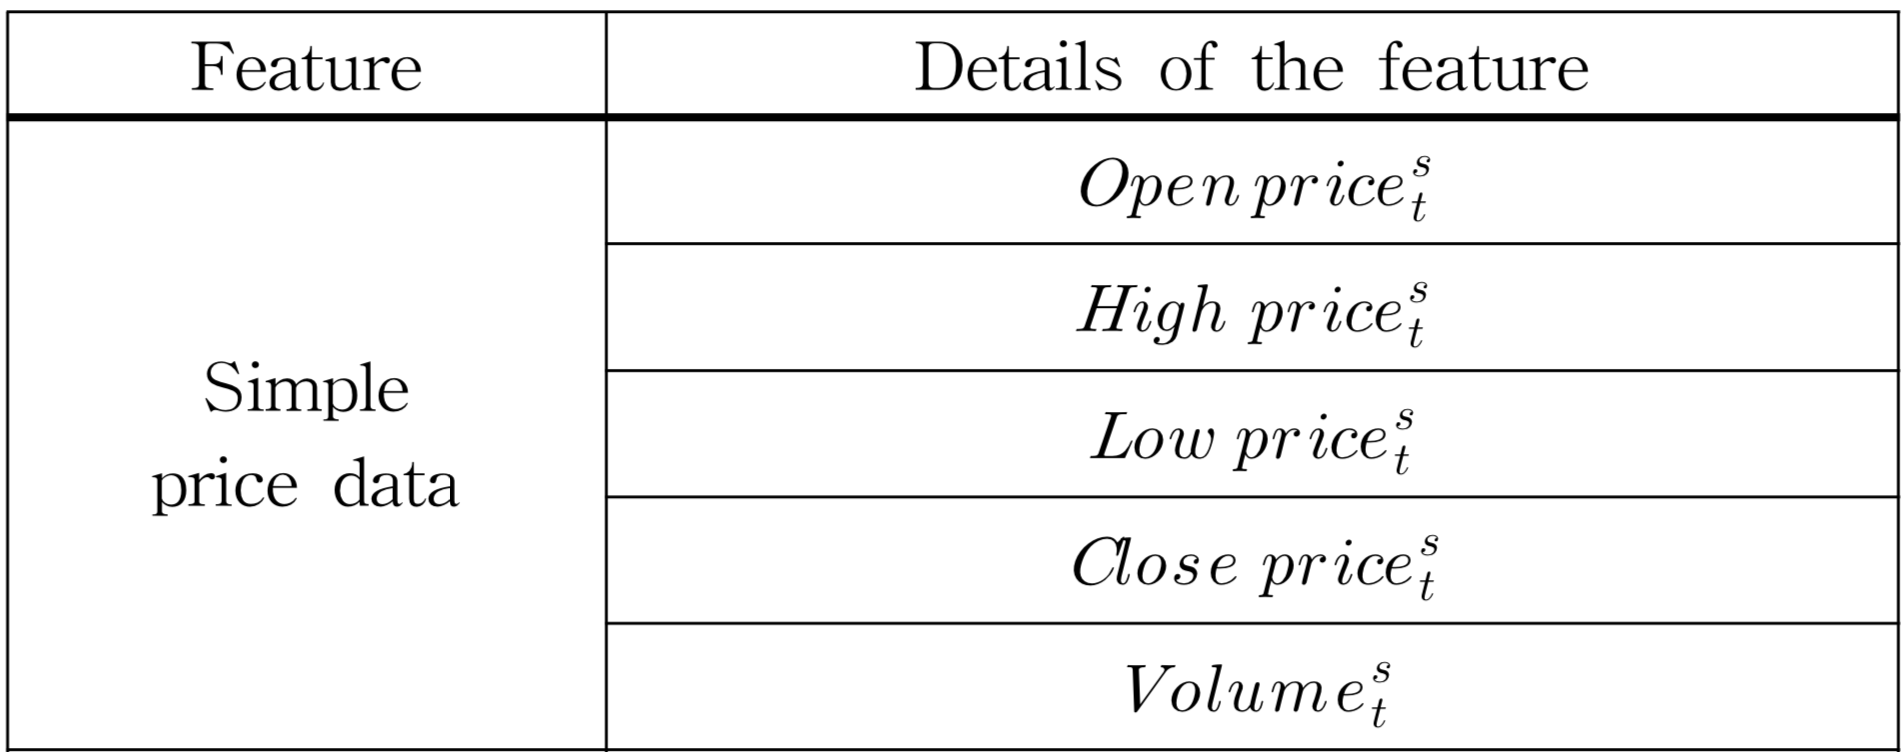 Feature
Details of the feature
Simple
price data
Open price_t^s
High price_t^s
Low price_t^s
Close price_t^s
Volume_t^s